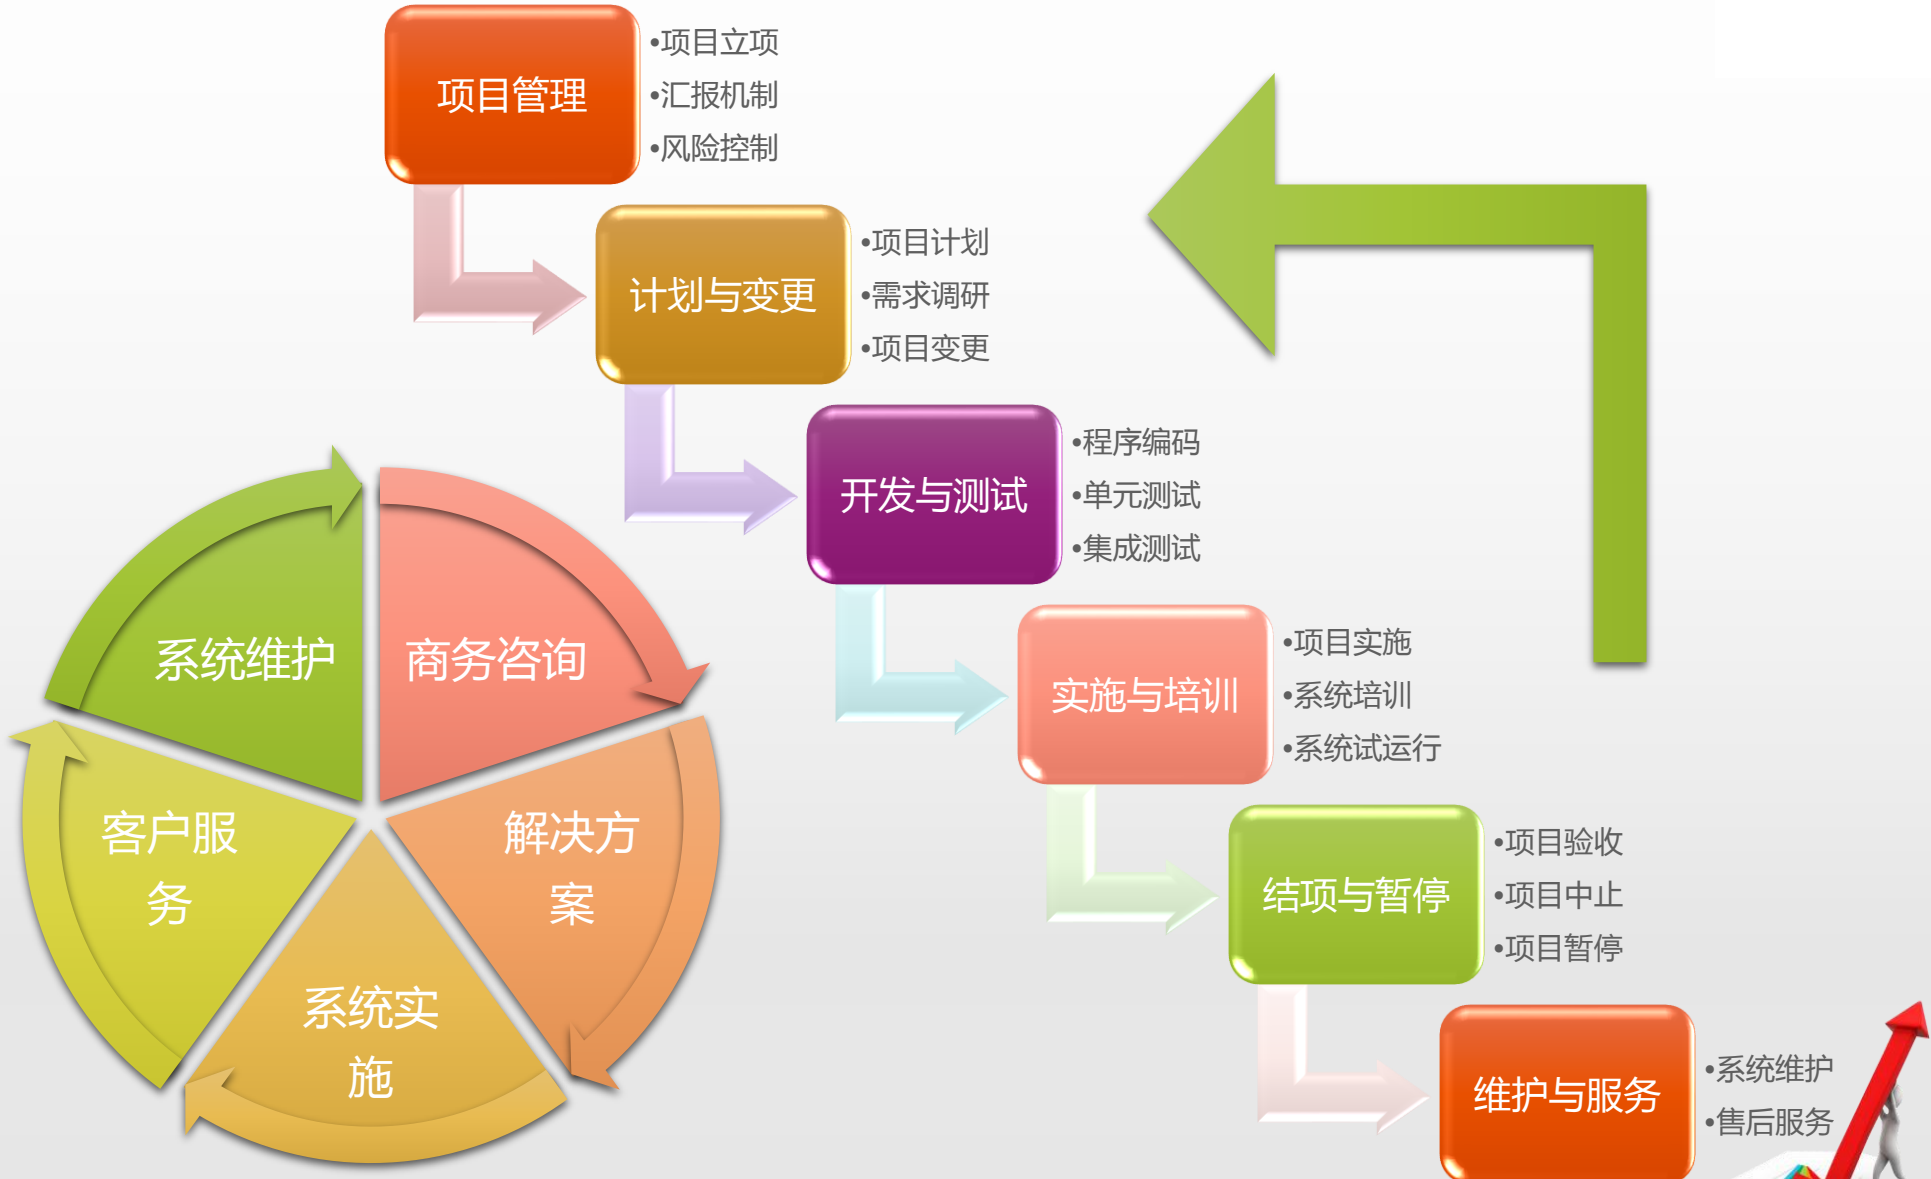 项目管理
•项目立项
•汇报机制
•风险控制
计划与变更
•项目计划
•需求调研
•项目变更
开发与测试
•程序编码
•单元测试
•集成测试
实施与培训
•项目实施
•系统培训
•系统试运行
结项与暂停
•项目验收
•项目中止
•项目暂停
维护与服务
•系统维护
•售后服务
系统维护
商务咨询
客户服
务
解决方
案
系统实
施